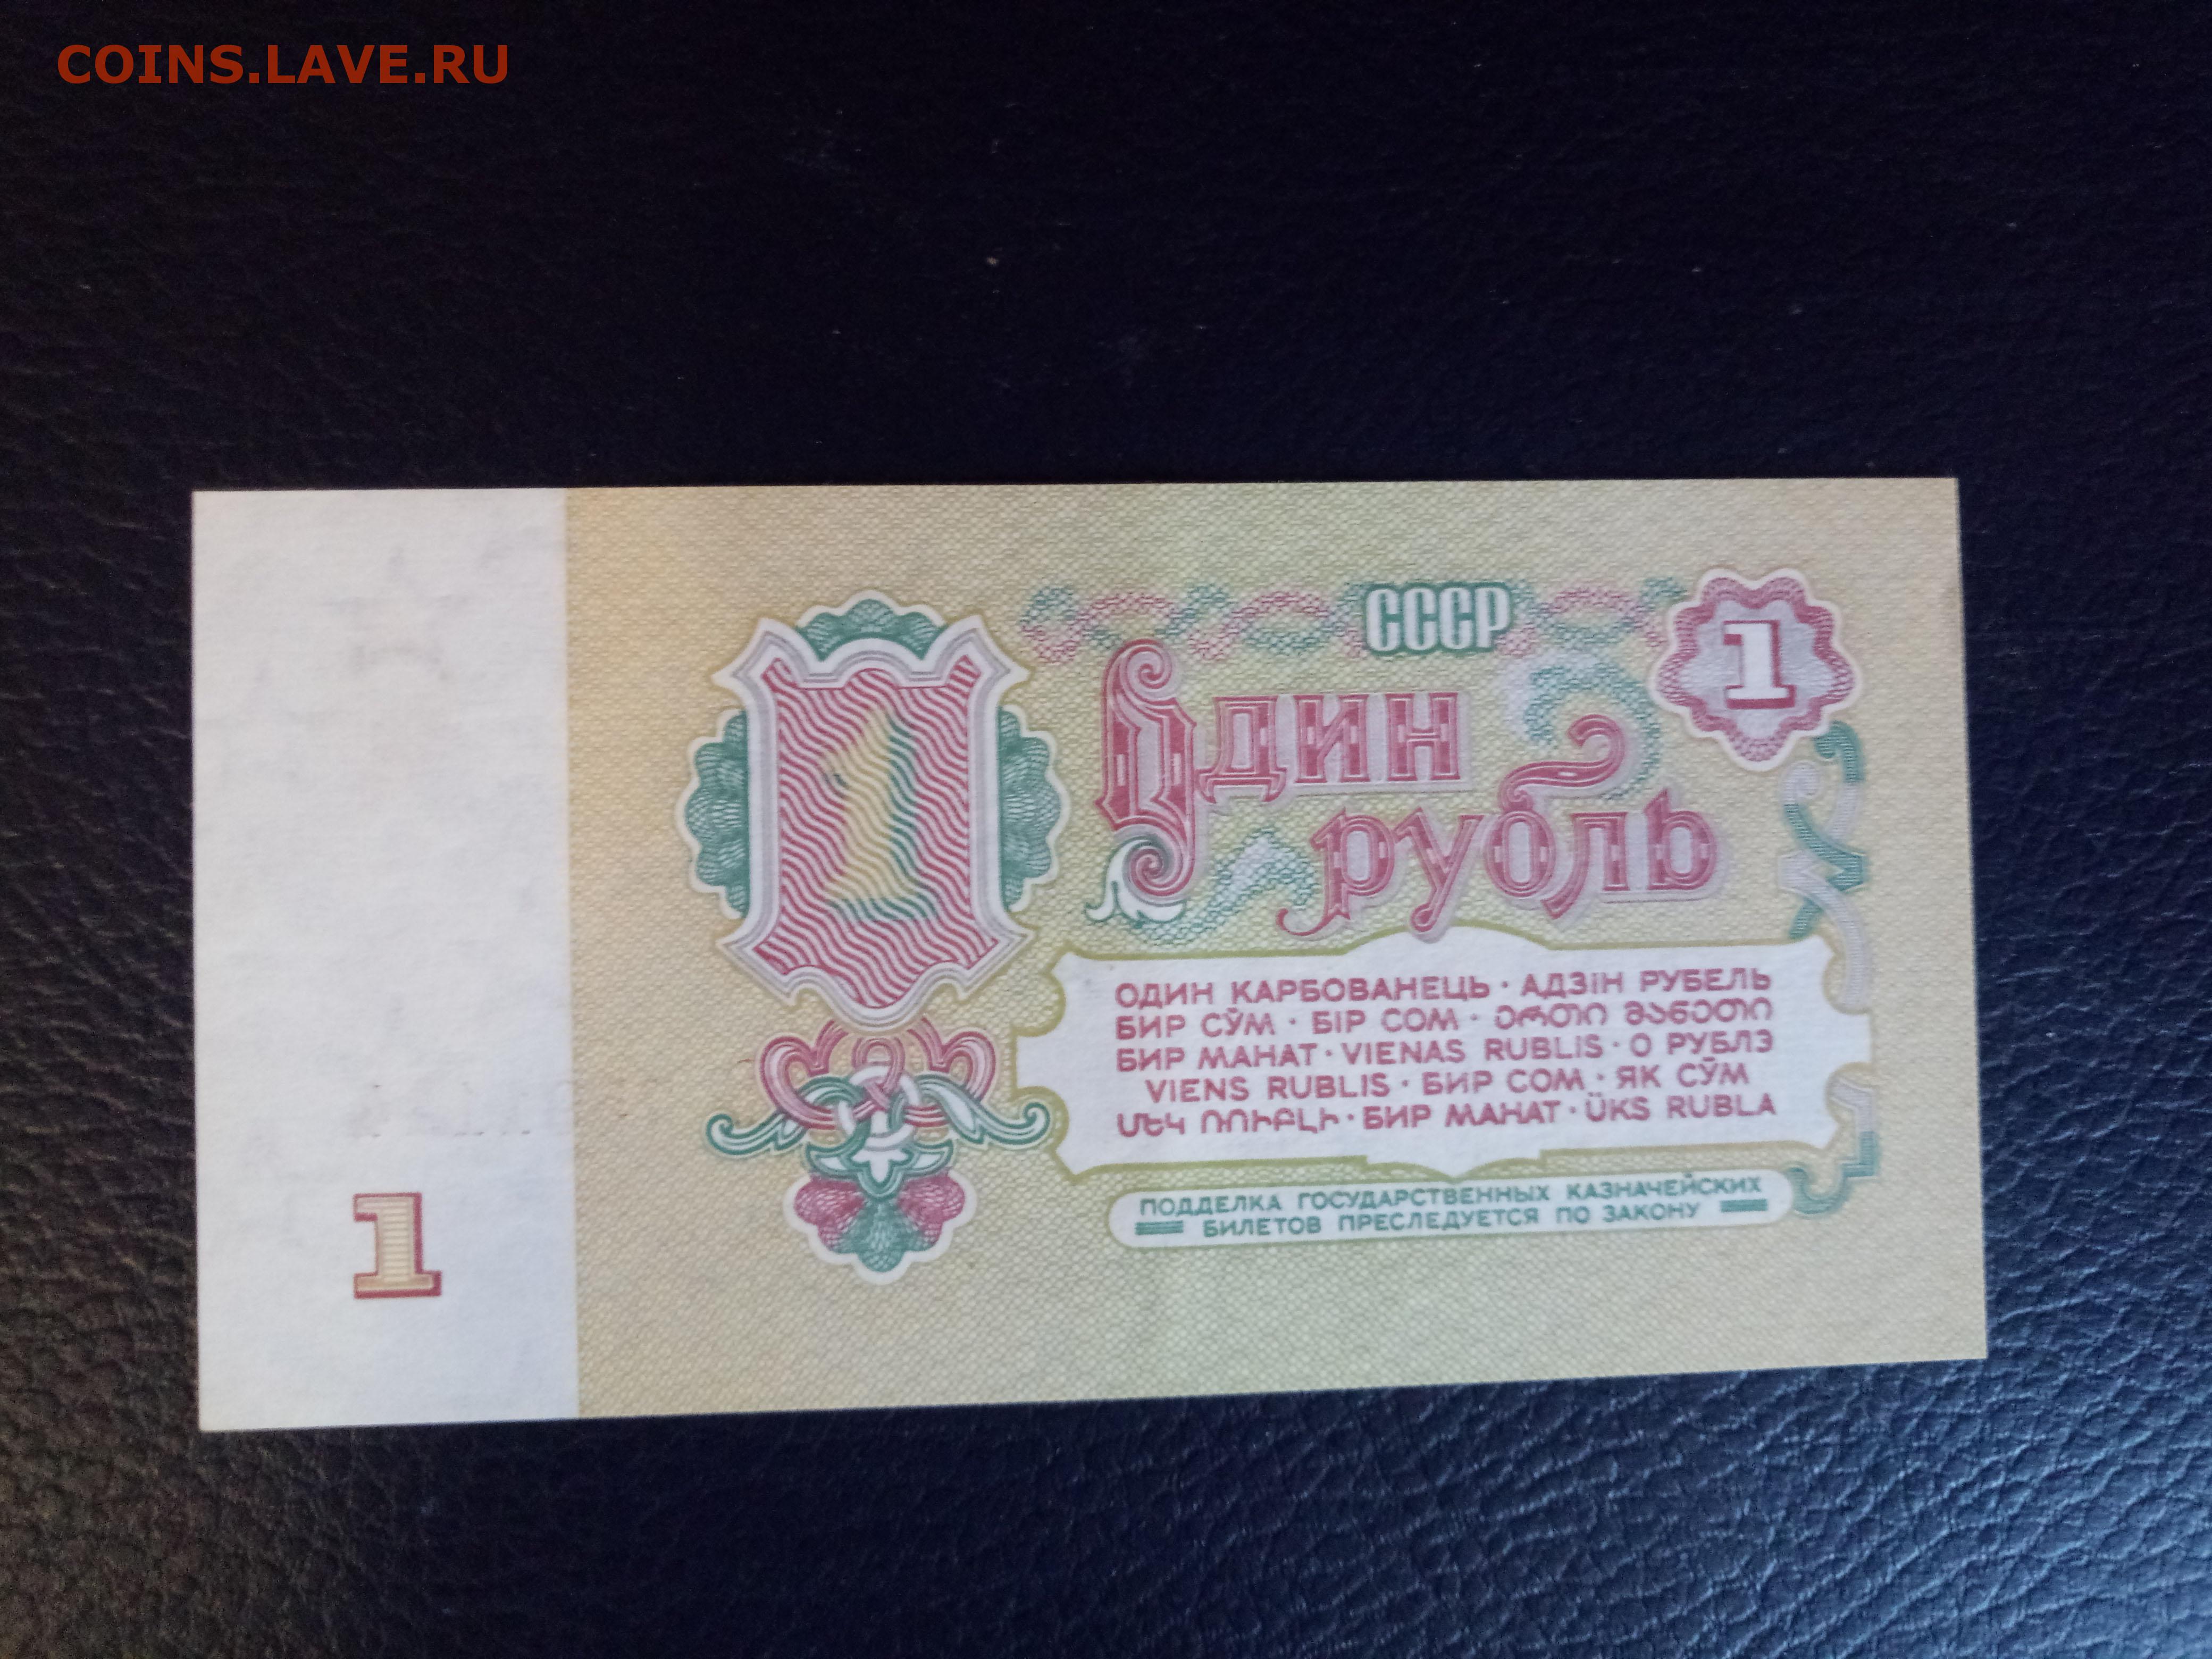 COINS.LAVE.RU
СССР
1
1
Один
рубль
ОДИН КАРБОВАНЕЦЬ · АДЗІН РУБЕЛЬ
БИР СЎМ · БІР СОМ · ერთი მანეთი
БИР МАНАТ · VIENAS RUBLIS · О РУБЛЭ
VIENS RUBLIS · БИР СОМ · ЯК СӮМ
ՄԵԿ ՌՈՒԲԼԻ · БИР МАНАТ · ÜKS RUBLA
ПОДДЕЛКА ГОСУДАРСТВЕННЫХ КАЗНАЧЕЙСКИХ
БИЛЕТОВ ПРЕСЛЕДУЕТСЯ ПО ЗАКОНУ
1